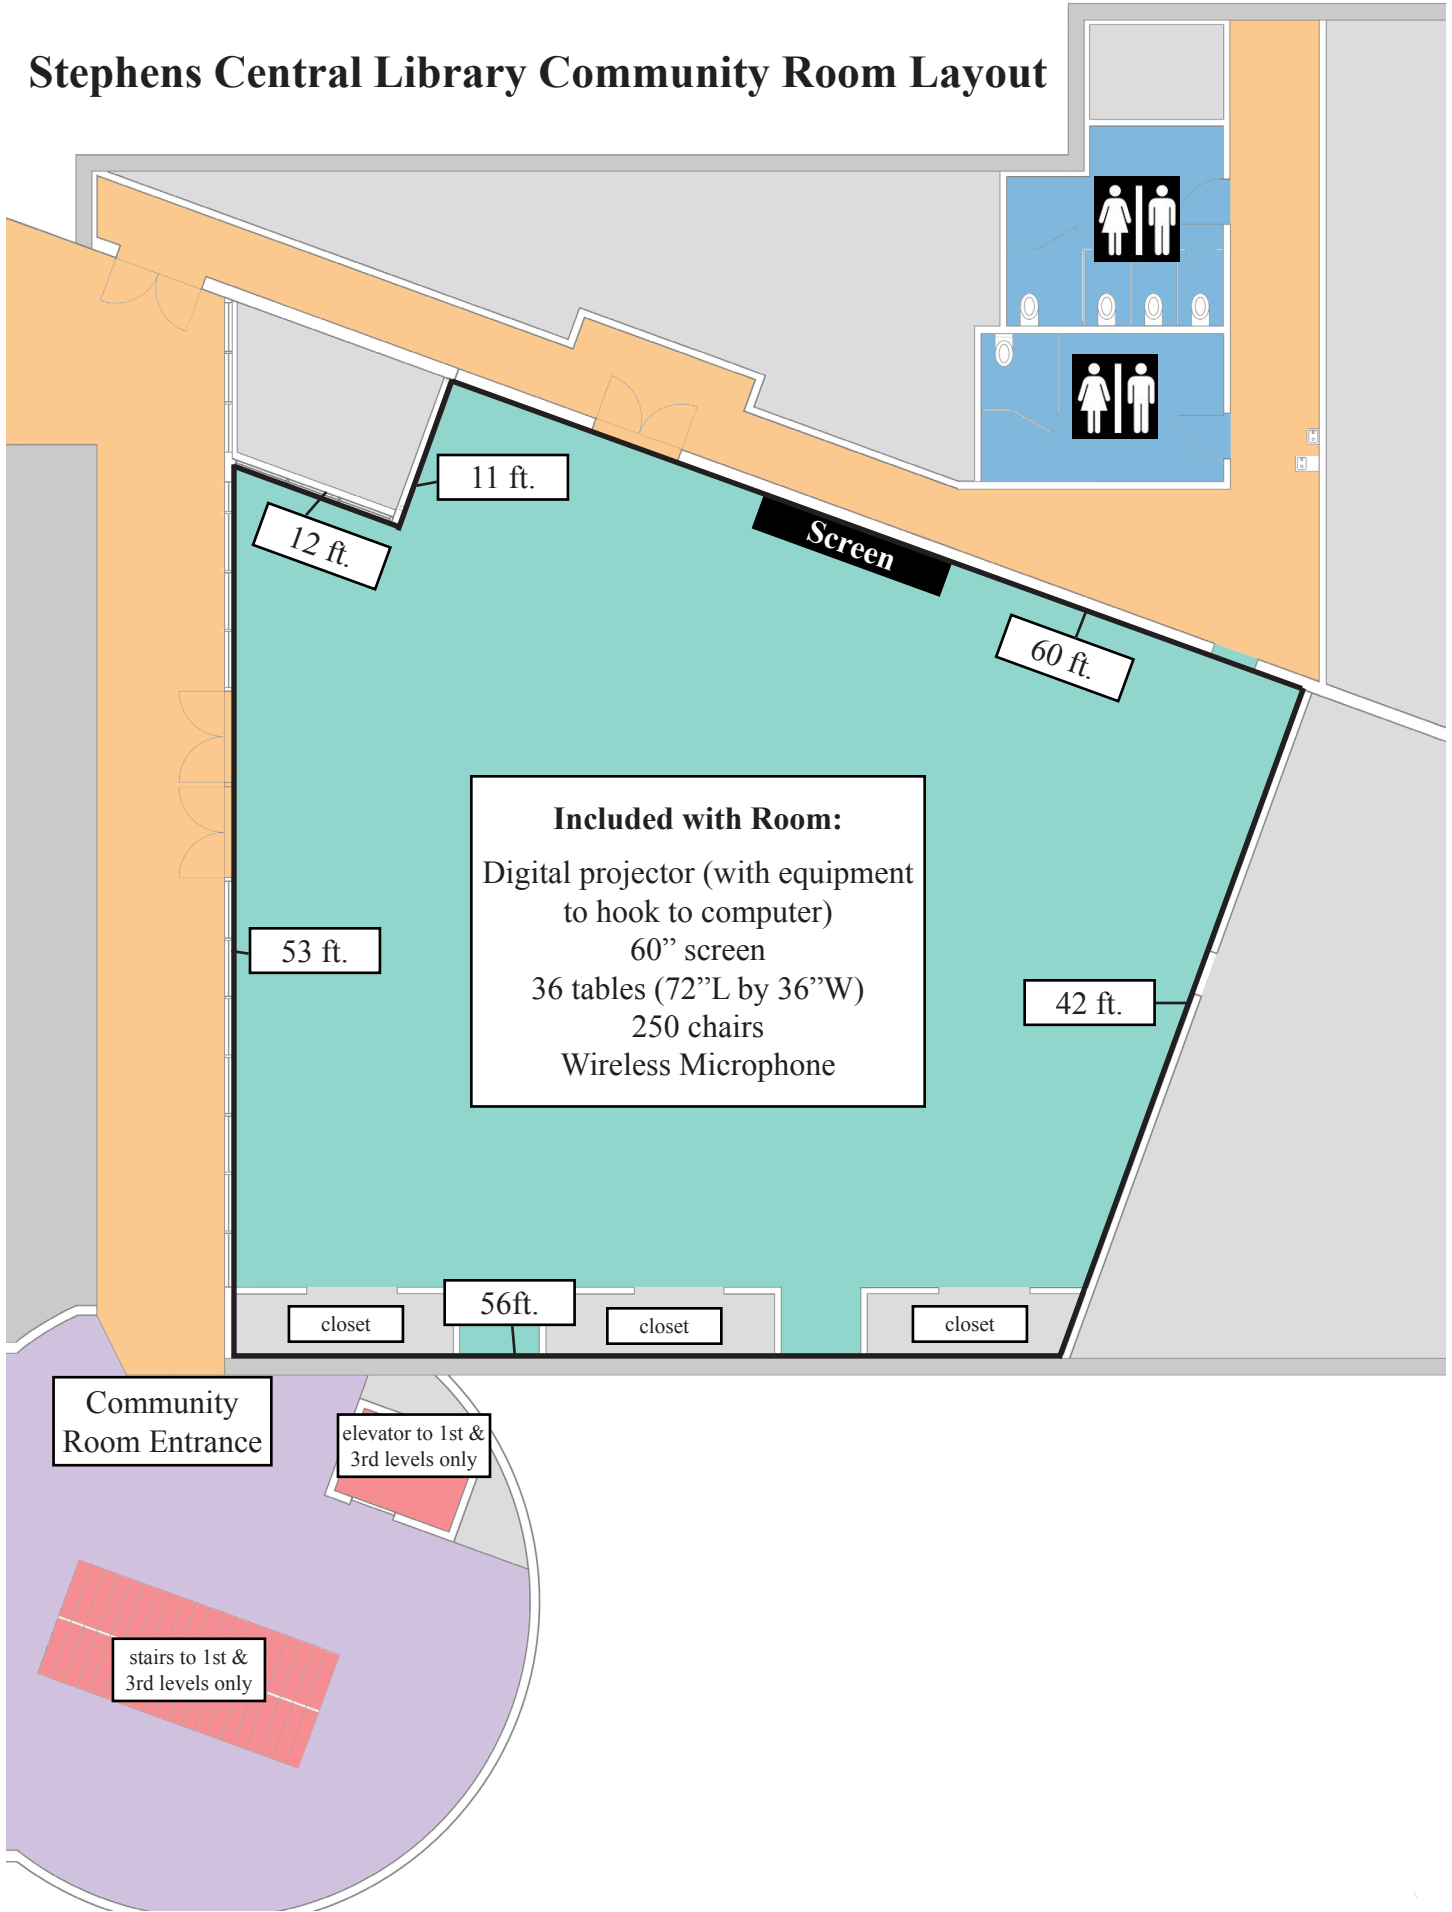 Stephens Central Library Community Room Layout
11 ft.
12 ft.
Screen
60 ft.
Included with Room:
Digital projector (with equipment
to hook to computer)
60” screen
36 tables (72”L by 36”W)
250 chairs
Wireless Microphone
53 ft.
42 ft.
56ft.
closet
closet
closet
Community
Room Entrance
elevator to 1st &
3rd levels only
stairs to 1st &
3rd levels only